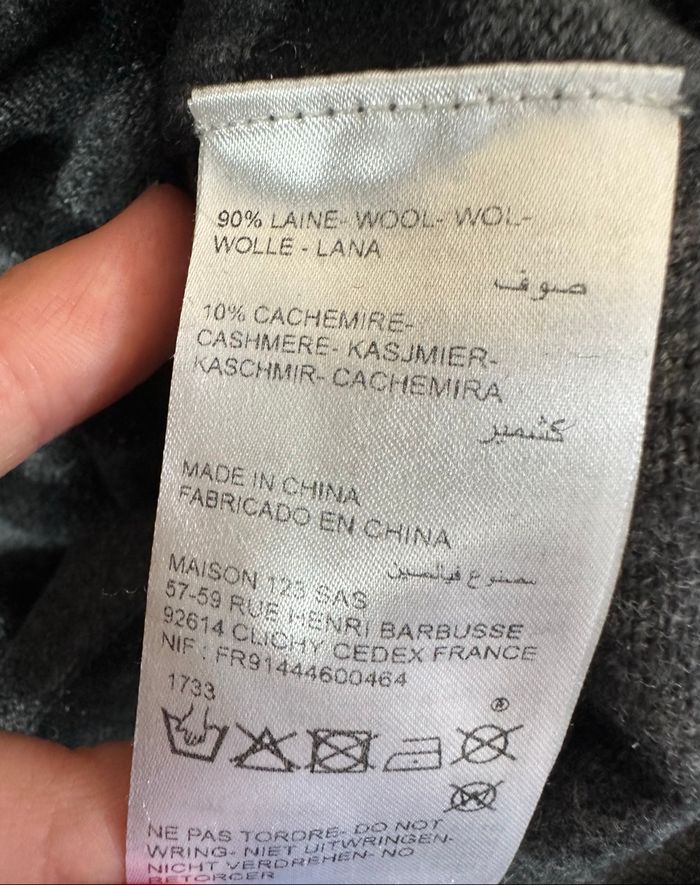 90% LAINE- WOOL- WOL-
WOLLE - LANA
صوف
10% CACHEMIRE-
CASHMERE- KASJMIER-
KASCHMIR- CACHEMIRA
كشمير
MADE IN CHINA
FABRICADO EN CHINA
مصنوع فيالصين
MAISON 123 SAS
57-59 RUE HENRI BARBUSSE
92614 CLICHY CEDEX FRANCE
NIF : FR91444600464
1733
®
NE PAS TORDRE- DO NOT
WRING- NIET UITWRINGEN-
NICHT VERDREHEN- NO
RETORCER